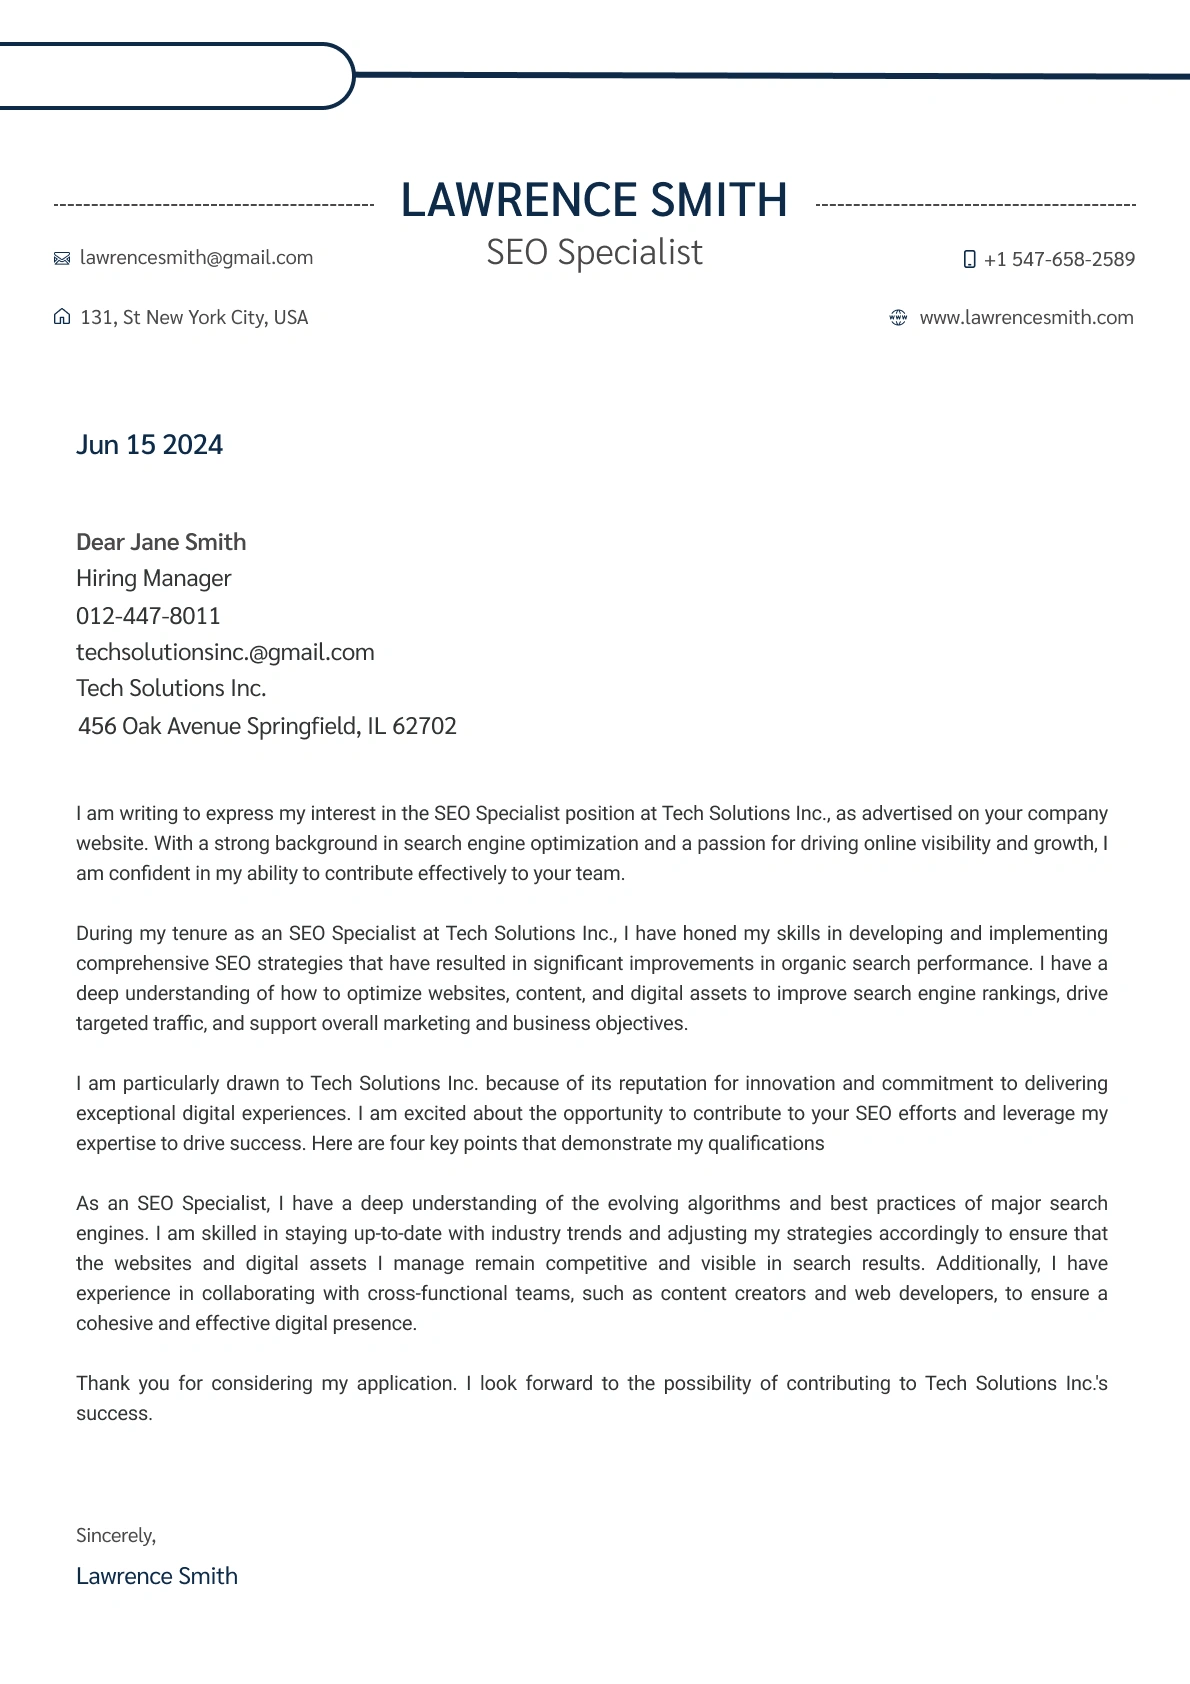 LAWRENCE SMITH
SEO Specialist
lawrencesmith@gmail.com
+1 547-658-2589
131, St New York City, USA
www.lawrencesmith.com
Jun 15 2024
Dear Jane Smith
Hiring Manager
012-447-8011
techsolutionsinc.@gmail.com
Tech Solutions Inc.
456 Oak Avenue Springfield, IL 62702
I am writing to express my interest in the SEO Specialist position at Tech Solutions Inc., as advertised on your company
website. With a strong background in search engine optimization and a passion for driving online visibility and growth, I
am confident in my ability to contribute effectively to your team.
During my tenure as an SEO Specialist at Tech Solutions Inc., I have honed my skills in developing and implementing
comprehensive SEO strategies that have resulted in significant improvements in organic search performance. I have a
deep understanding of how to optimize websites, content, and digital assets to improve search engine rankings, drive
targeted traffic, and support overall marketing and business objectives.
I am particularly drawn to Tech Solutions Inc. because of its reputation for innovation and commitment to delivering
exceptional digital experiences. I am excited about the opportunity to contribute to your SEO efforts and leverage my
expertise to drive success. Here are four key points that demonstrate my qualifications
As an SEO Specialist, I have a deep understanding of the evolving algorithms and best practices of major search
engines. I am skilled in staying up-to-date with industry trends and adjusting my strategies accordingly to ensure that
the websites and digital assets I manage remain competitive and visible in search results. Additionally, I have
experience in collaborating with cross-functional teams, such as content creators and web developers, to ensure a
cohesive and effective digital presence.
Thank you for considering my application. I look forward to the possibility of contributing to Tech Solutions Inc.'s
success.
Sincerely,
Lawrence Smith